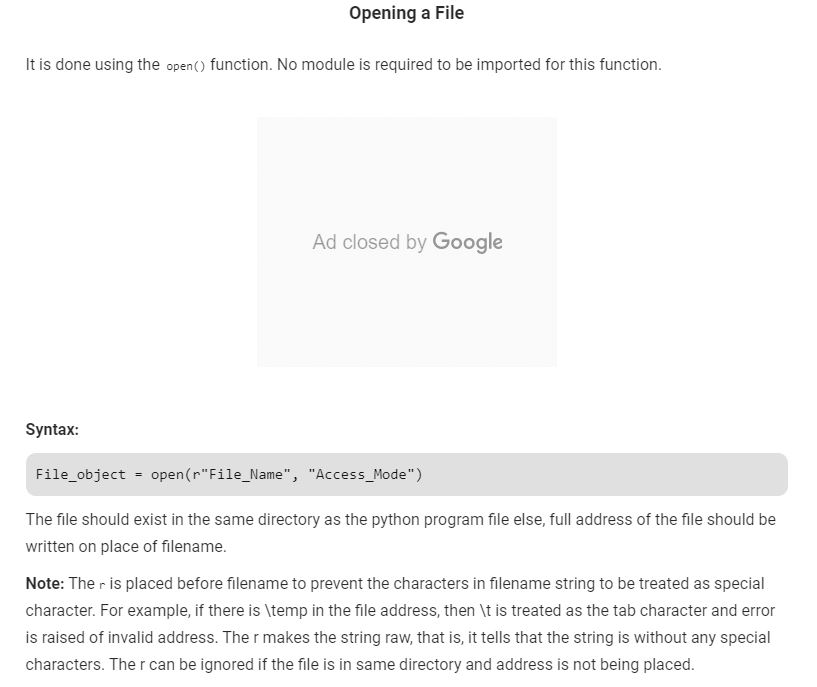 Opening a File
It is done using the open() function. No module is required to be imported for this function.
Ad closed by Google
Syntax:
File_object = open(r"File_Name", "Access_Mode")
The file should exist in the same directory as the python program file else, full address of the file should be
written on place of filename.
Note: The r is placed before filename to prevent the characters in filename string to be treated as special
character. For example, if there is \temp in the file address, then \t is treated as the tab character and error
is raised of invalid address. The r makes the string raw, that is, it tells that the string is without any special
characters. The r can be ignored if the file is in same directory and address is not being placed.